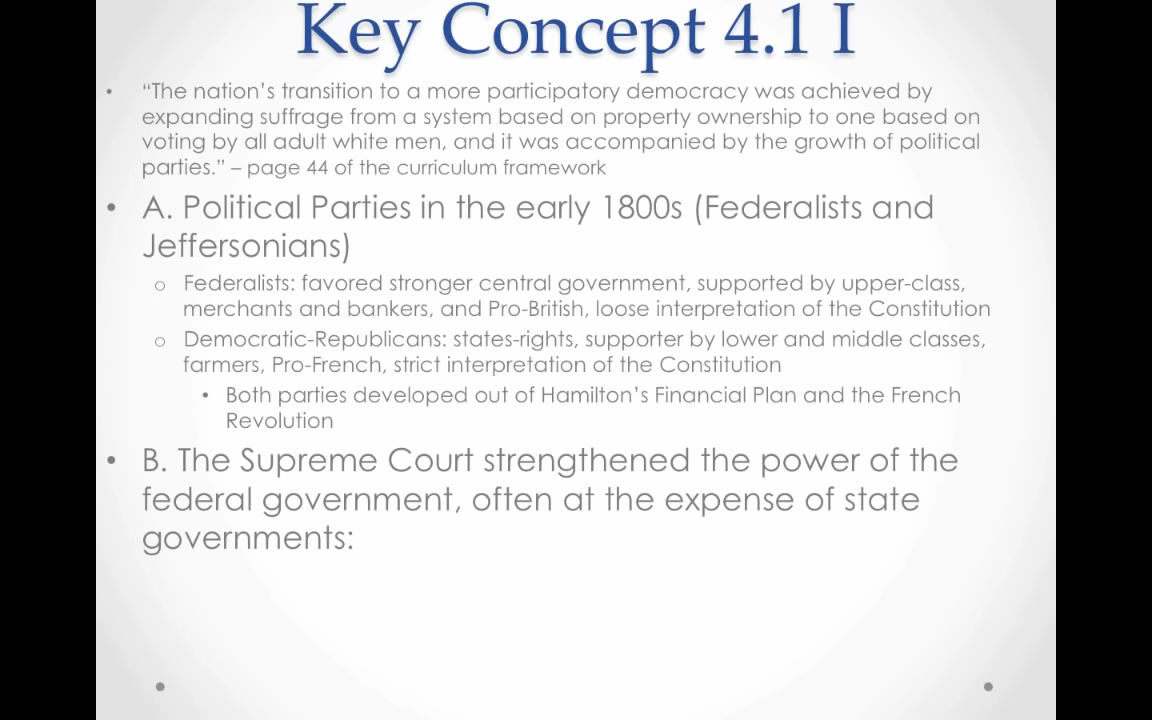 Key Concept 4.1 I
• “The nation’s transition to a more participatory democracy was achieved by
expanding suffrage from a system based on property ownership to one based on
voting by all adult white men, and it was accompanied by the growth of political
parties.” – page 44 of the curriculum framework
• A. Political Parties in the early 1800s (Federalists and
Jeffersonians)
o Federalists: favored stronger central government, supported by upper-class,
merchants and bankers, and Pro-British, loose interpretation of the Constitution
o Democratic-Republicans: states-rights, supporter by lower and middle classes,
farmers, Pro-French, strict interpretation of the Constitution
• Both parties developed out of Hamilton’s Financial Plan and the French
Revolution
• B. The Supreme Court strengthened the power of the
federal government, often at the expense of state
governments: